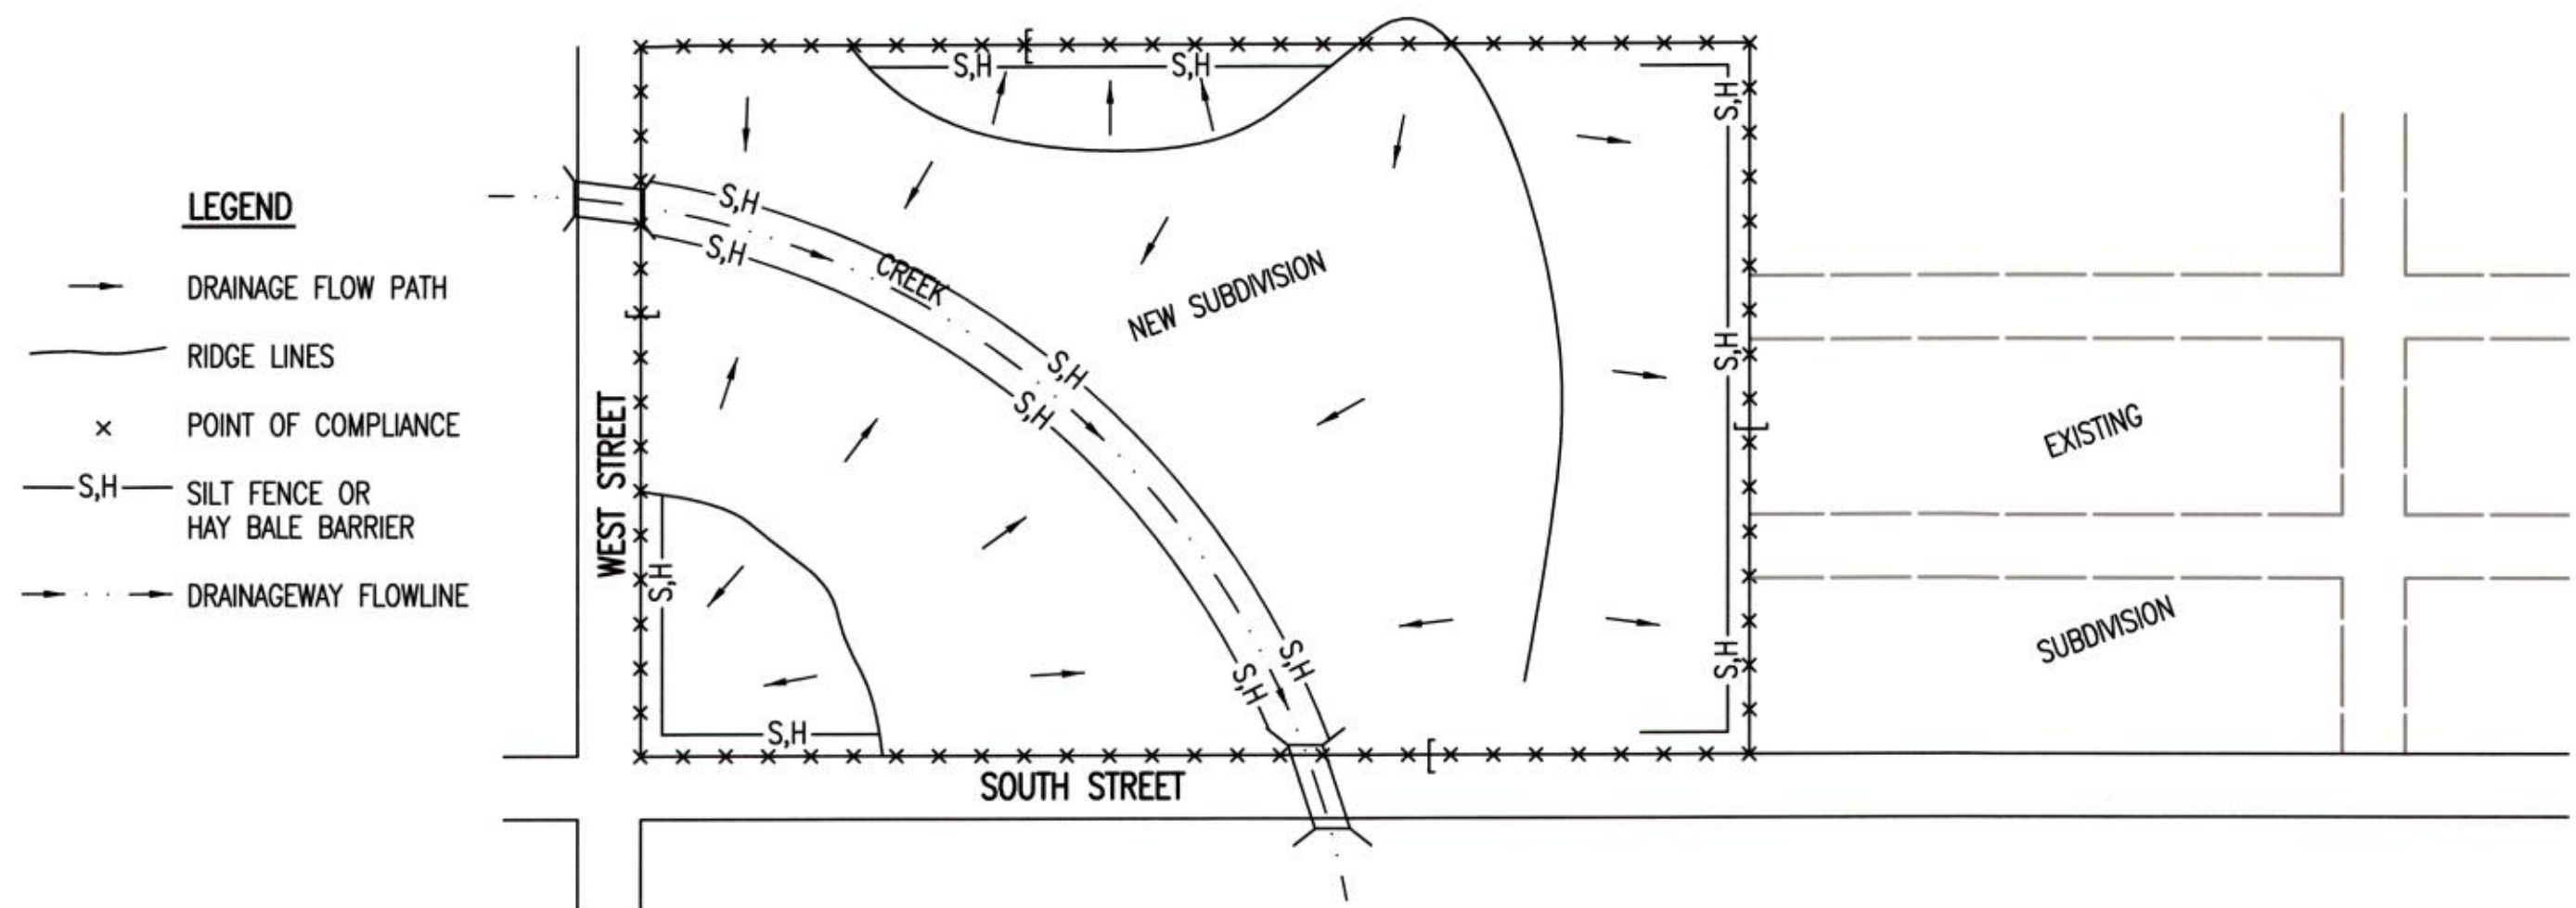 LEGEND
DRAINAGE FLOW PATH
RIDGE LINES
× POINT OF COMPLIANCE
S,H SILT FENCE OR
HAY BALE BARRIER
DRAINAGEWAY FLOWLINE
S,H
S,H
S,H
S,H
S,H
CREEK
NEW SUBDIVISION
S,H
S,H
S,H
WEST STREET
EXISTING
S,H
S,H
S,H
S,H
S,H
SUBDIVISION
S,H
SOUTH STREET